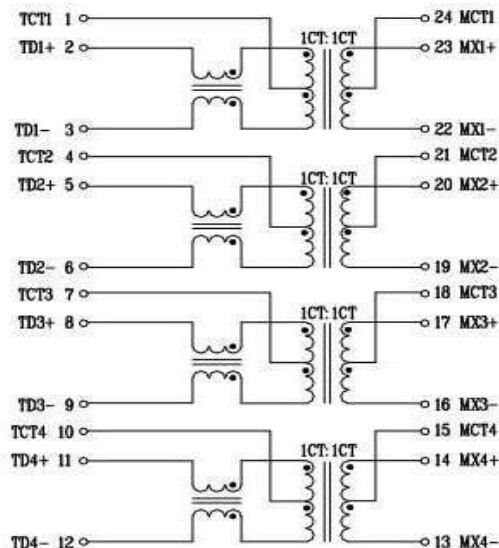 TCT1 1
24 MCT1
1CT:1CT
TD1+ 2
23 MX1+
TD1- 3
22 MX1-
TCT2 4
21 MCT2
1CT:1CT
TD2+ 5
20 MX2+
TD2- 6
19 MX2-
TCT3 7
18 MCT3
1CT:1CT
TD3+ 8
17 MX3+
TD3- 9
16 MX3-
TCT4 10
15 MCT4
1CT:1CT
TD4+ 11
14 MX4+
TD4- 12
13 MX4-